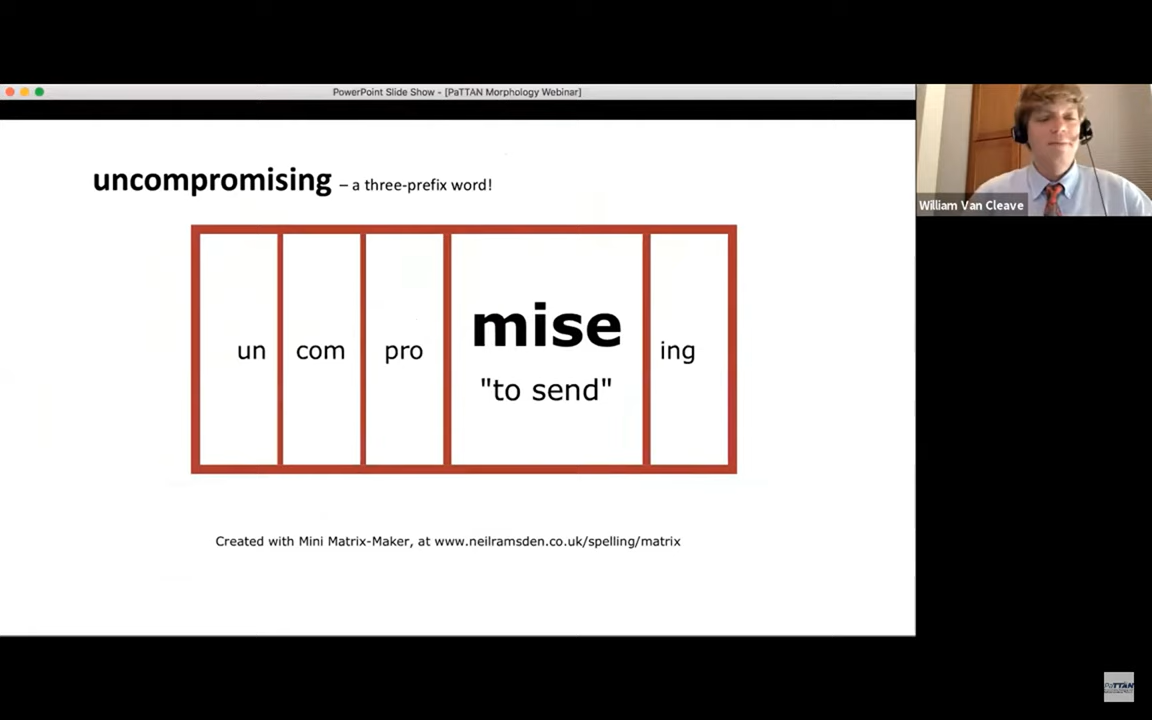 PowerPoint Slide Show - [PaTTAN Morphology Webinar]
uncompromising – a three-prefix word!
un com pro mise ing
"to send"
Created with Mini Matrix-Maker, at www.neilramsden.co.uk/spelling/matrix
William Van Cleave
PaTTAN